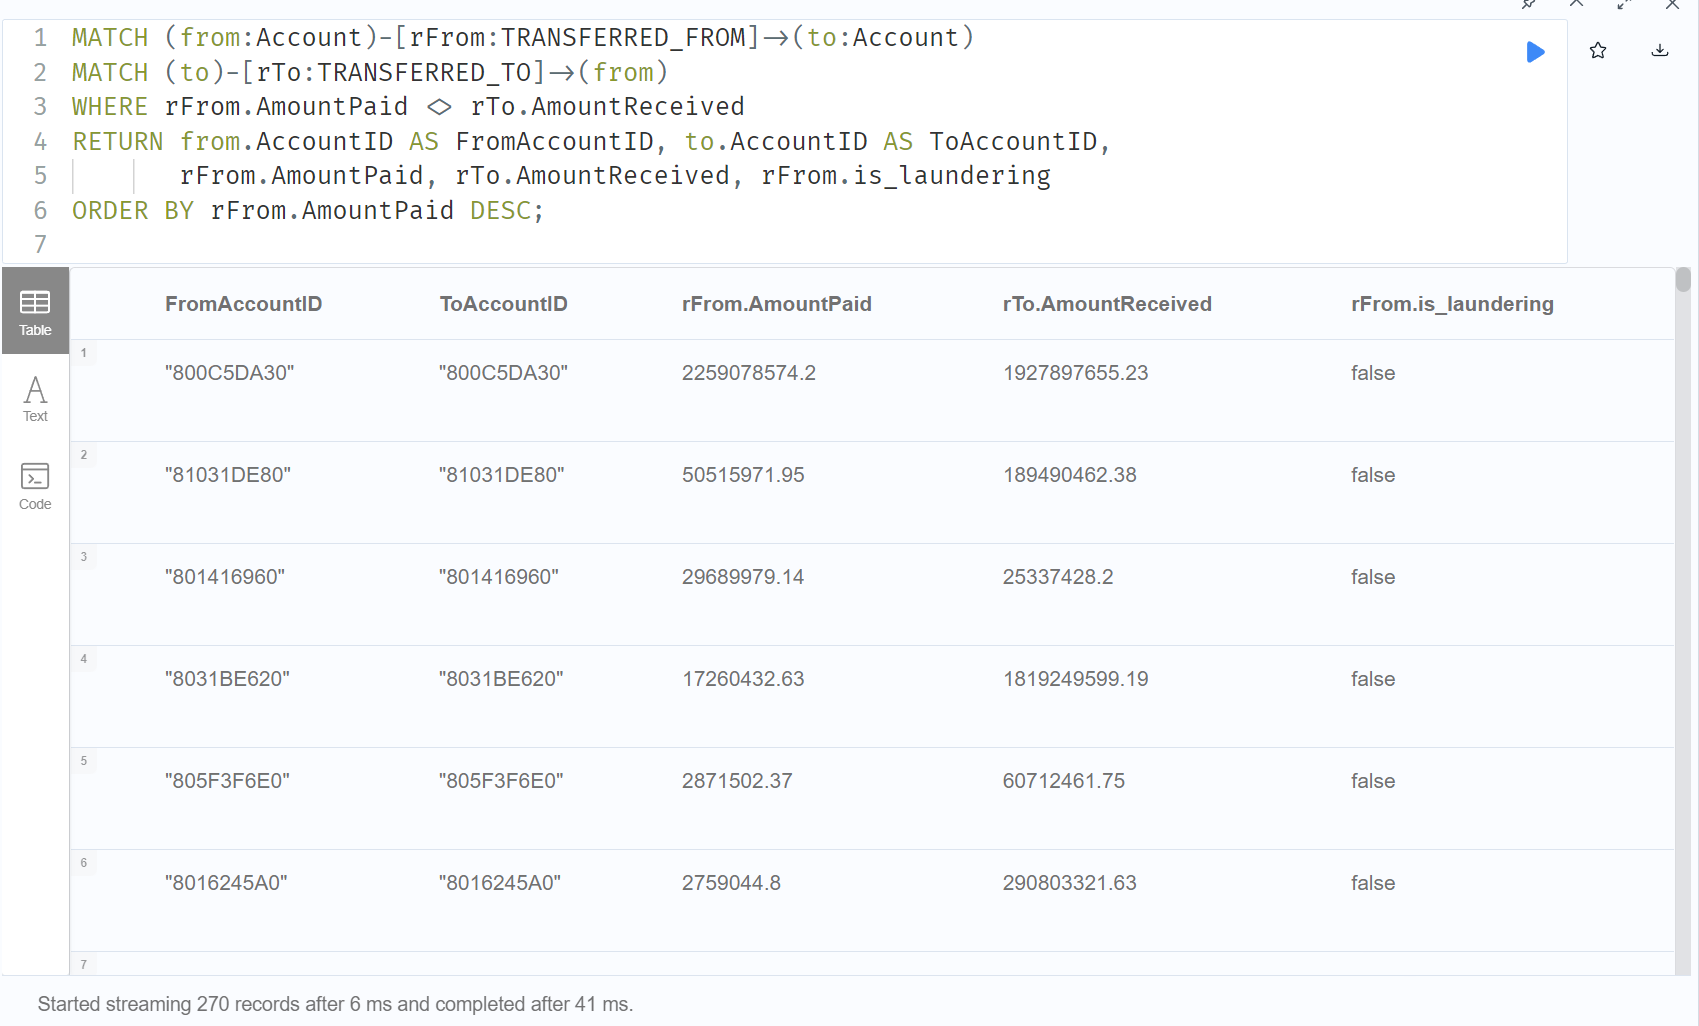 1 MATCH (from:Account)-[rFrom:TRANSFERRED_FROM]->(to:Account)
2 MATCH (to)-[rTo:TRANSFERRED_TO]->(from)
3 WHERE rFrom.AmountPaid <> rTo.AmountReceived
4 RETURN from.AccountID AS FromAccountID, to.AccountID AS ToAccountID,
5 rFrom.AmountPaid, rTo.AmountReceived, rFrom.is_laundering
6 ORDER BY rFrom.AmountPaid DESC;
7
Table
Text
Code
FromAccountID ToAccountID rFrom.AmountPaid rTo.AmountReceived rFrom.is_laundering
1 "800C5DA30" "800C5DA30" 2259078574.2 1927897655.23 false
2 "81031DE80" "81031DE80" 50515971.95 189490462.38 false
3 "801416960" "801416960" 29689979.14 25337428.2 false
4 "8031BE620" "8031BE620" 17260432.63 1819249599.19 false
5 "805F3F6E0" "805F3F6E0" 2871502.37 60712461.75 false
6 "8016245A0" "8016245A0" 2759044.8 290803321.63 false
7
Started streaming 270 records after 6 ms and completed after 41 ms.